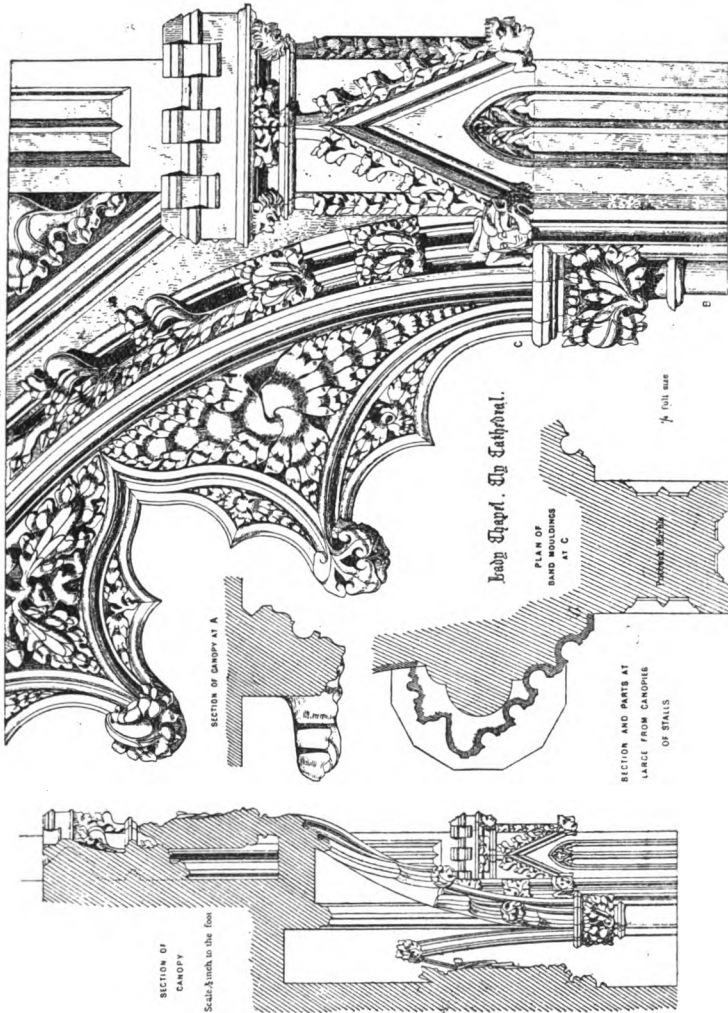 Lady Chapel. Ely Cathedral.
PLAN OF
BAND MOULDINGS
AT C
C
B
¼ full size
SECTION OF CANOPY AT A
Purbeck Marble
SECTION AND PARTS AT
LARGE FROM CANOPIES
OF STALLS
SECTION OF
CANOPY
Scale ½ inch to the foot